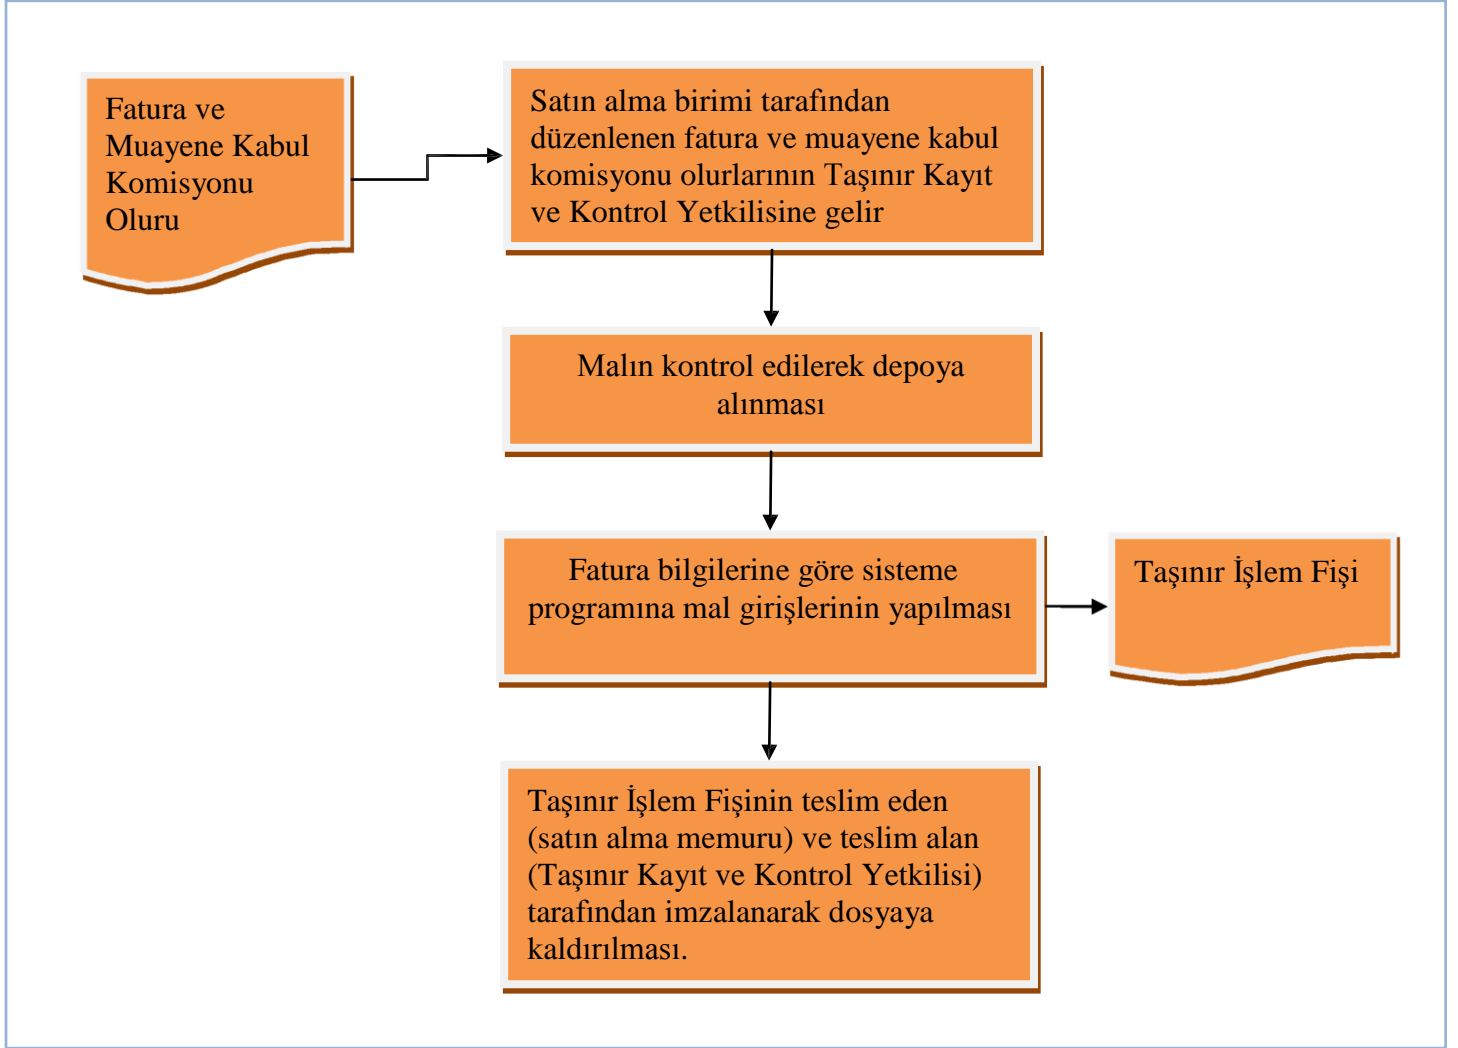 Fatura ve
Muayene Kabul
Komisyonu
Oluru
Satın alma birimi tarafından
düzenlenen fatura ve muayene kabul
komisyonu olurlarının Taşınır Kayıt
ve Kontrol Yetkilisine gelir
Malın kontrol edilerek depoya
alınması
Fatura bilgilerine göre sisteme
programına mal girişlerinin yapılması
Taşınır İşlem Fişi
Taşınır İşlem Fişinin teslim eden
(satın alma memuru) ve teslim alan
(Taşınır Kayıt ve Kontrol Yetkilisi)
tarafından imzalanarak dosyaya
kaldırılması.